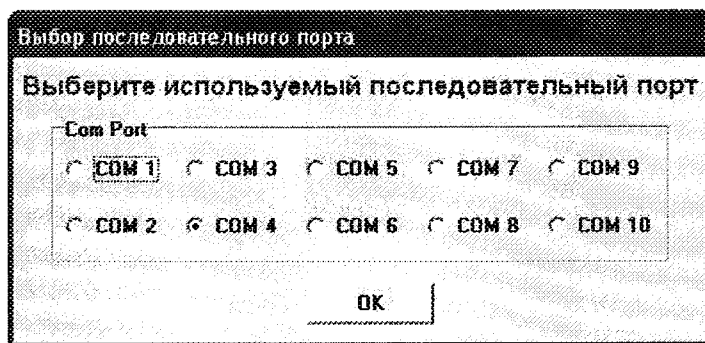 Выбор последовательного порта
Выберите используемый последовательный порт
Com Port
COM 1 COM 3 COM 5 COM 7 COM 9
COM 2 COM 4 COM 6 COM 8 COM 10
OK